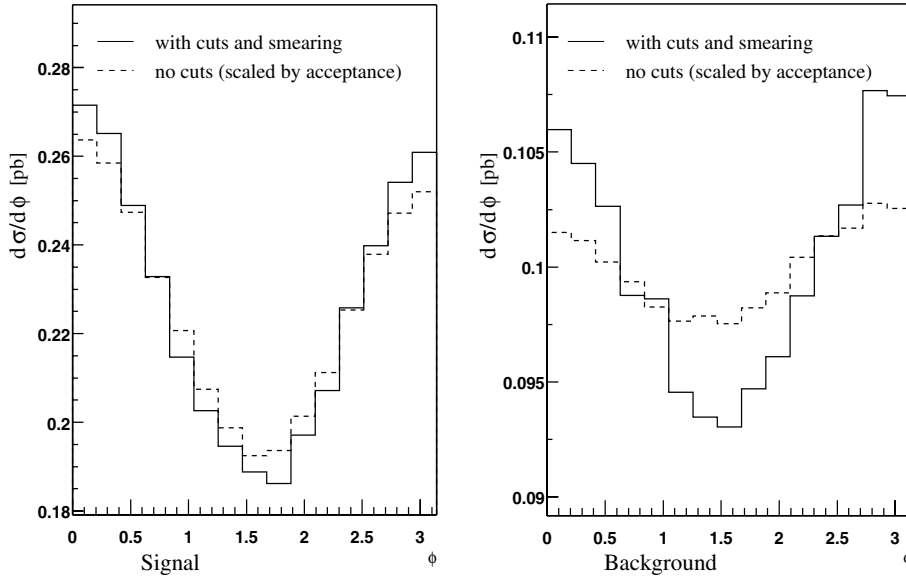 dσ/dϕ [pb]
0.28
0.26
0.24
0.22
0.2
0.18
with cuts and smearing
no cuts (scaled by acceptance)
0 0.5 1 1.5 2 2.5 3
Signal ϕ
dσ/dϕ [pb]
0.11
0.105
0.1
0.095
0.09
with cuts and smearing
no cuts (scaled by acceptance)
0 0.5 1 1.5 2 2.5 3
Background